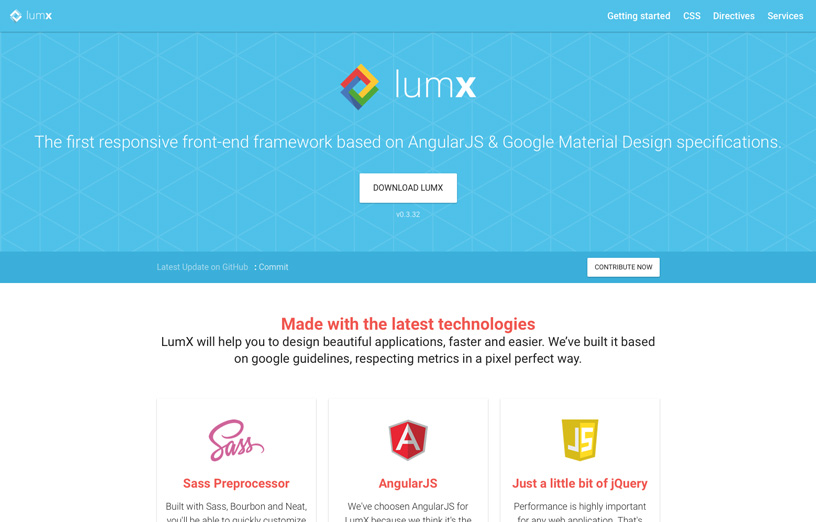 lumx
Getting started CSS Directives Services
lumx
The first responsive front-end framework based on AngularJS & Google Material Design specifications.
DOWNLOAD LUMX
v0.3.32
Latest Update on GitHub : Commit
CONTRIBUTE NOW
Made with the latest technologies
LumX will help you to design beautiful applications, faster and easier. We’ve built it based
on google guidelines, respecting metrics in a pixel perfect way.
Sass
A
JS
Sass Preprocessor
AngularJS
Just a little bit of jQuery
Built with Sass, Bourbon and Neat,
you'll be able to quickly customize
We've choosen AngularJS for
LumX because we think it's the
Performance is highly important
for any web application. That's